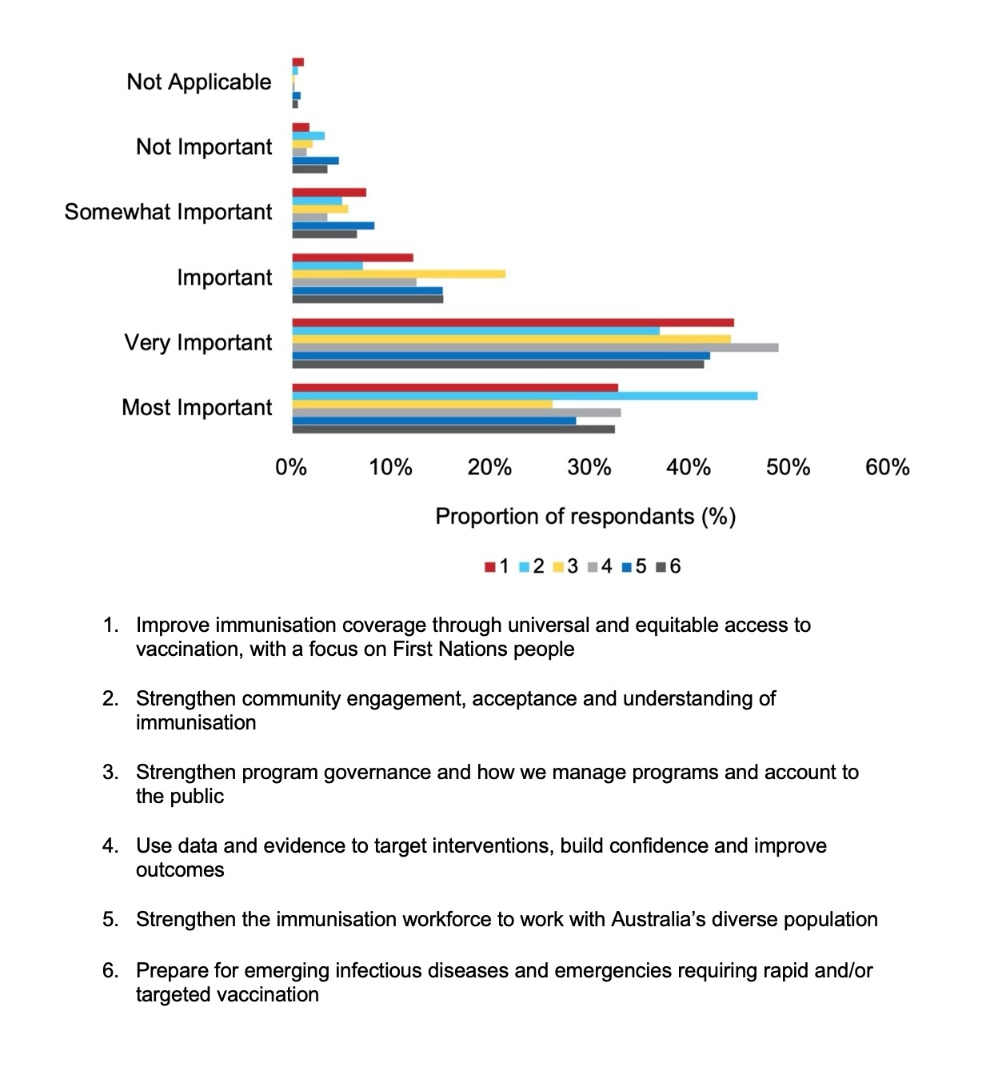 Not Applicable
Not Important
Somewhat Important
Important
Very Important
Most Important
0% 10% 20% 30% 40% 50% 60%
Proportion of respondants (%)
1 2 3 4 5 6
1. Improve immunisation coverage through universal and equitable access to
vaccination, with a focus on First Nations people
2. Strengthen community engagement, acceptance and understanding of
immunisation
3. Strengthen program governance and how we manage programs and account to
the public
4. Use data and evidence to target interventions, build confidence and improve
outcomes
5. Strengthen the immunisation workforce to work with Australia’s diverse population
6. Prepare for emerging infectious diseases and emergencies requiring rapid and/or
targeted vaccination